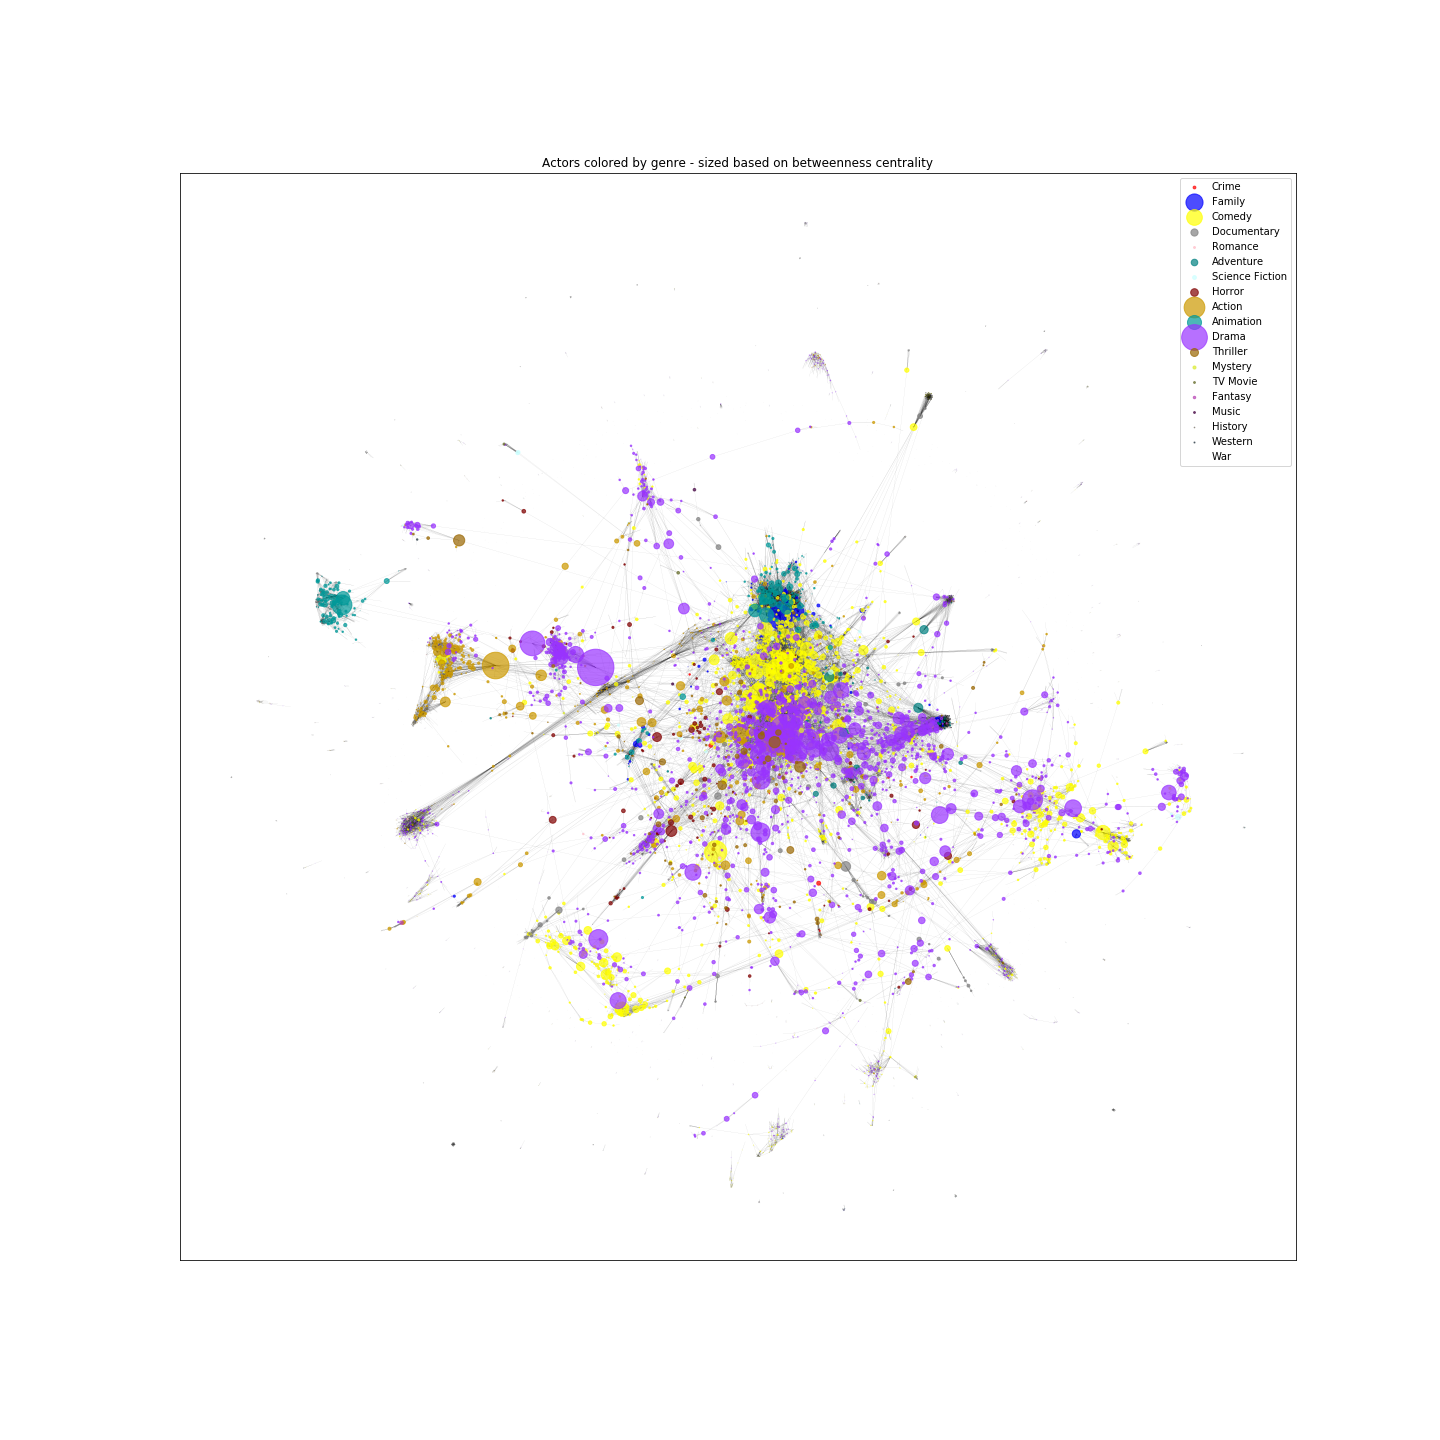 Actors colored by genre - sized based on betweenness centrality
Crime
Family
Comedy
Documentary
Romance
Adventure
Science Fiction
Horror
Action
Animation
Drama
Thriller
Mystery
TV Movie
Fantasy
Music
History
Western
War